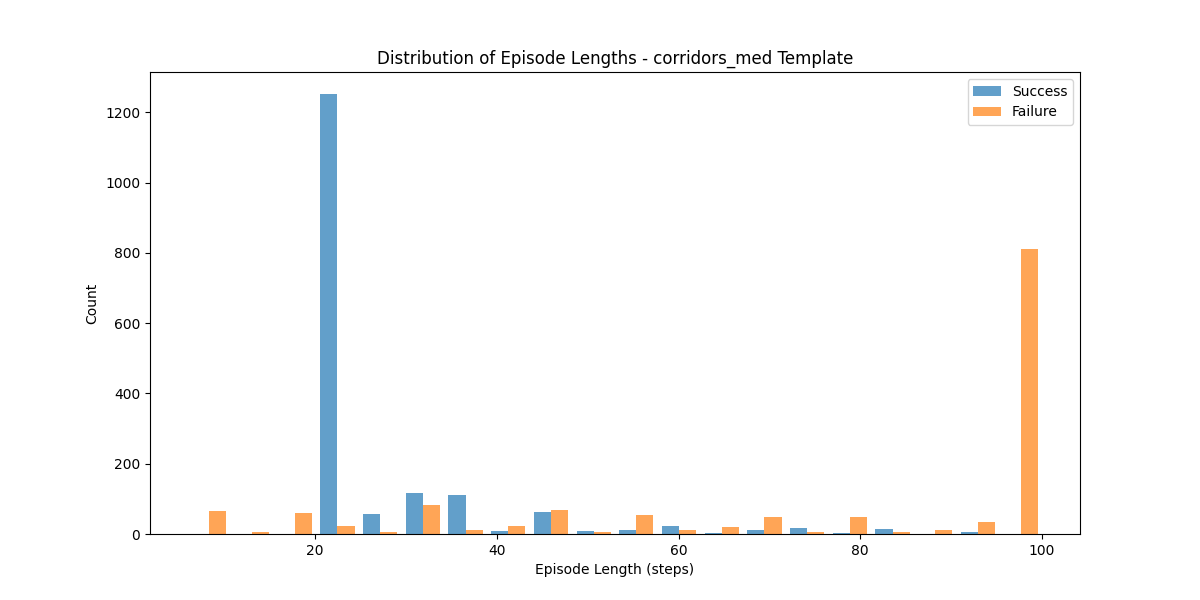 Distribution of Episode Lengths - corridors_med Template
Success
Failure
1200
1000
800
600
400
200
0
Count
20 40 60 80 100
Episode Length (steps)